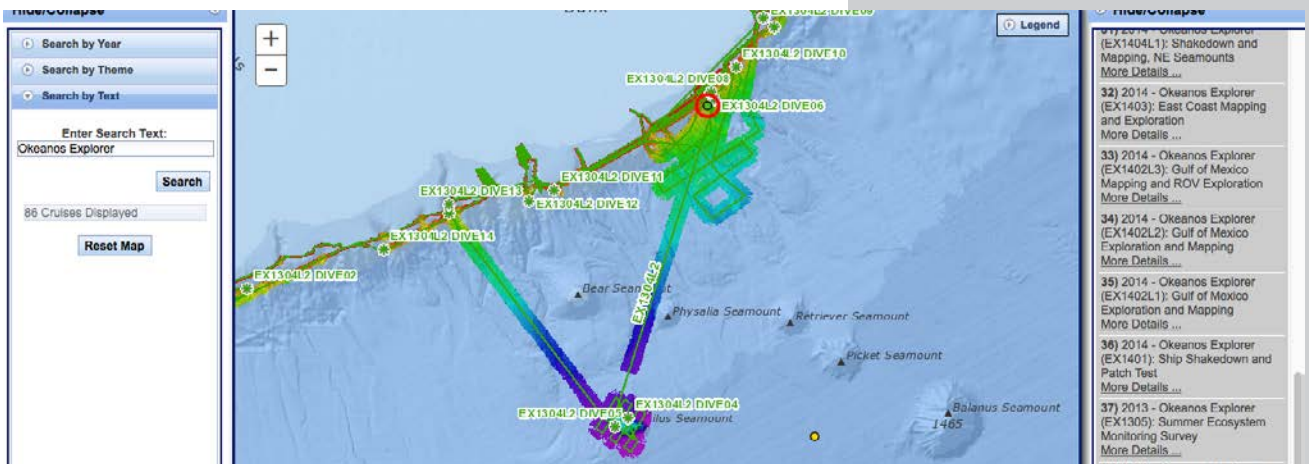 Hide/Collapse
Search by Year
Search by Theme
Search by Text
Enter Search Text:
Okeanos Explorer
Search
86 Cruises Displayed
Reset Map
+
−
Legend
EX1304L2 DIVE09
EX1304L2 DIVE10
EX1304L2 DIVE08
EX1304L2 DIVE06
EX1304L2 DIVE11
EX1304L2 DIVE13
EX1304L2 DIVE12
EX1304L2 DIVE14
EX1304L2 DIVE02
EX1304L2
Physalia Seamount
Retriever Seamount
Picket Seamount
EX1304L2 DIVE04
EX1304L2 DIVE05
Seamount
Balanus Seamount
1465
Hide/Collapse
31) 2014 - Okeanos Explorer
(EX1404L1): Shakedown and
Mapping, NE Seamounts
More Details ...
32) 2014 - Okeanos Explorer
(EX1403): East Coast Mapping
and Exploration
More Details ...
33) 2014 - Okeanos Explorer
(EX1402L3): Gulf of Mexico
Mapping and ROV Exploration
More Details ...
34) 2014 - Okeanos Explorer
(EX1402L2): Gulf of Mexico
Exploration and Mapping
More Details ...
35) 2014 - Okeanos Explorer
(EX1402L1): Gulf of Mexico
Exploration and Mapping
More Details ...
36) 2014 - Okeanos Explorer
(EX1401): Ship Shakedown and
Patch Test
More Details ...
37) 2013 - Okeanos Explorer
(EX1305): Summer Ecosystem
Monitoring Survey
More Details ...